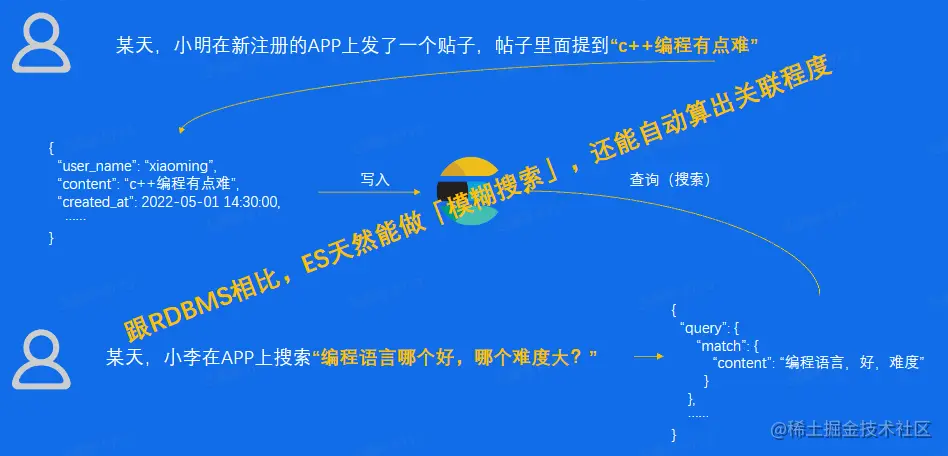 某天，小明在新注册的APP上发了一个贴子，帖子里面提到“c++编程有点难”
{
“user_name”: “xiaoming”,
“content”: “c++编程有点难”,
“created_at”: 2022-05-01 14:30:00,
……
}
写入
查询（搜索）
跟RDBMS相比，ES天然能做「模糊搜索」，还能自动算出关联程度
某天，小李在APP上搜索“编程语言哪个好，哪个难度大？”
{
“query”: {
“match”: {
“content”: “编程语言，好，难度”
}
},
……
}
@稀土掘金技术社区